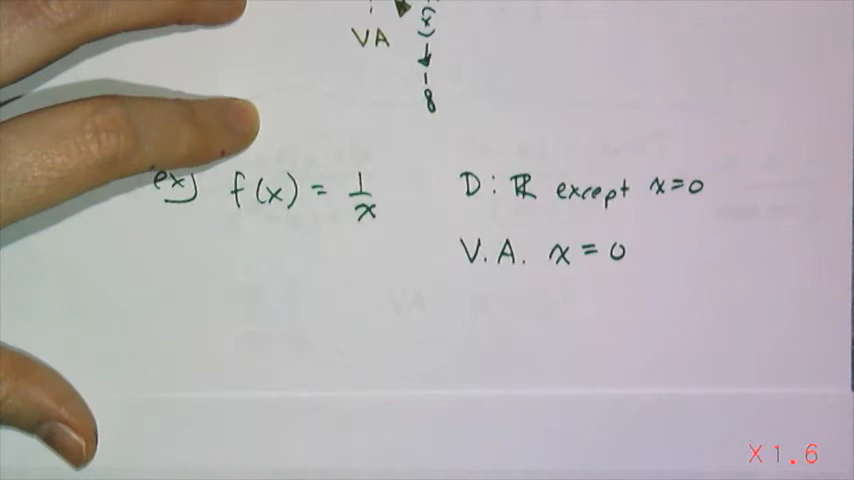 VA
(x) → -∞
ex) f(x) = 1/x
D: ℝ except x=0
V.A. x = 0
X1.6